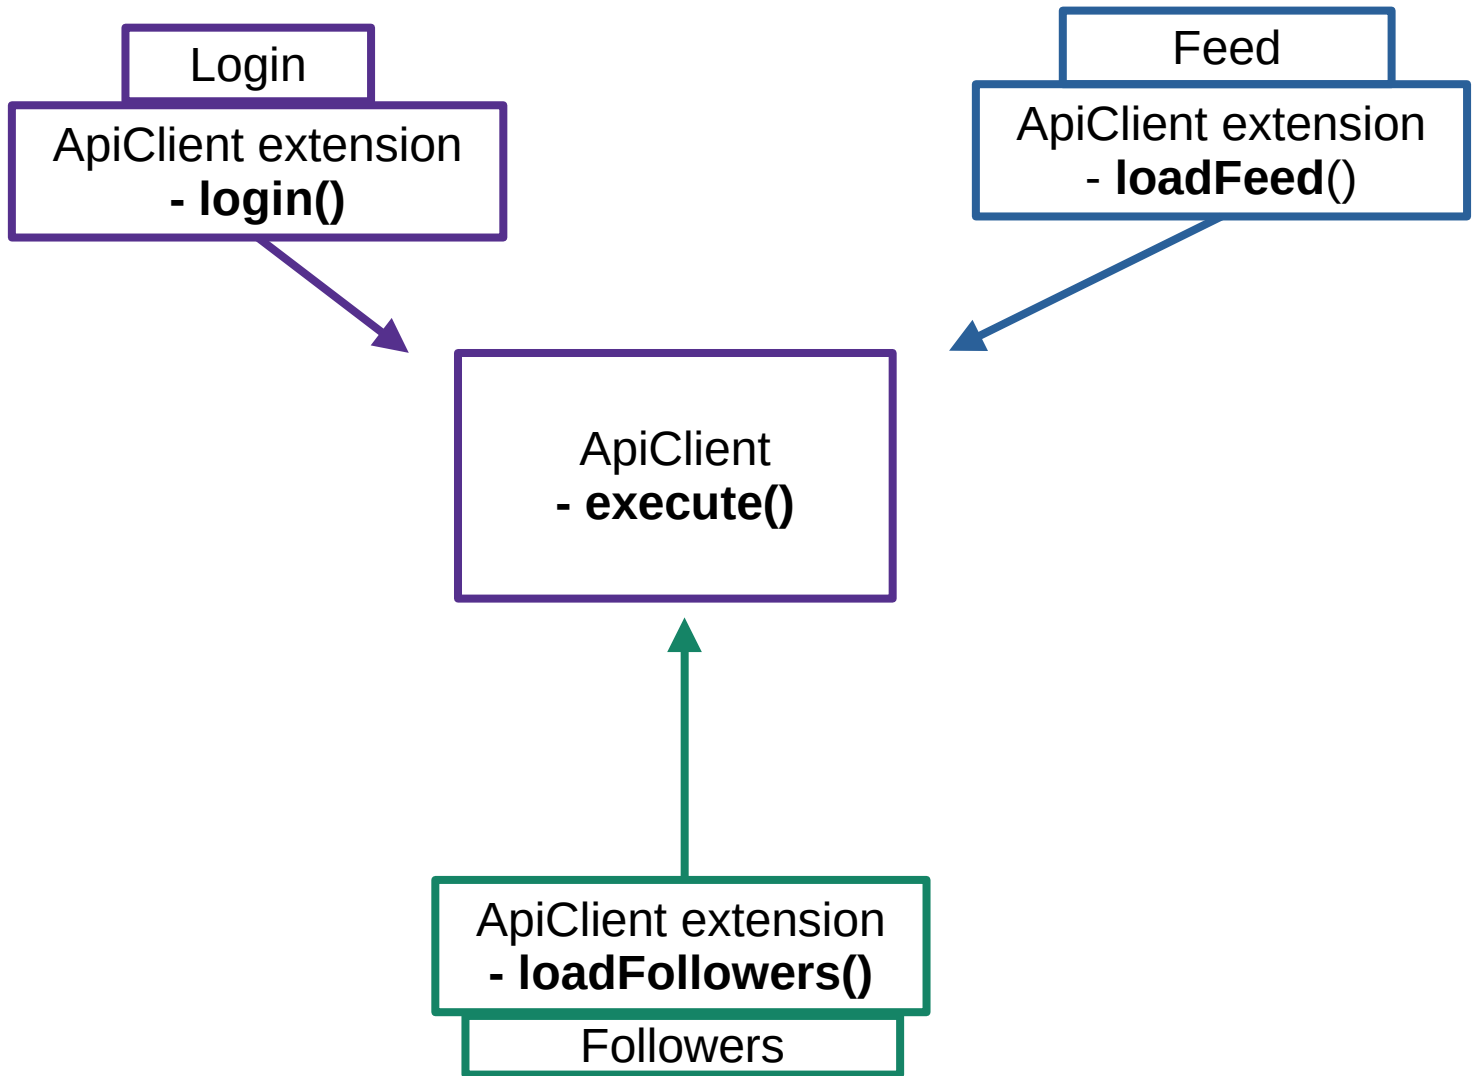 Login
ApiClient extension
- login()
Feed
ApiClient extension
- loadFeed()
ApiClient
- execute()
ApiClient extension
- loadFollowers()
Followers